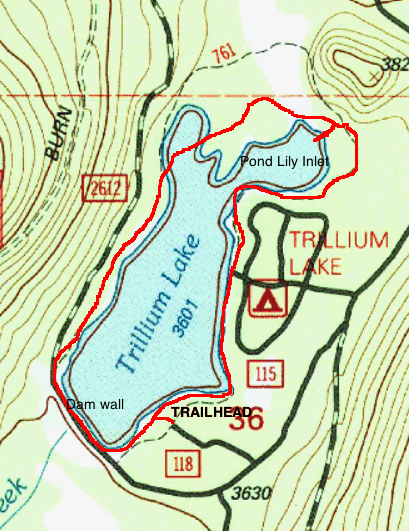 761
382
BURN
Pond Lily Inlet
2612
TRILLIUM
LAKE
Trillium Lake
3601
115
Dam wall
TRAILHEAD
36
118
3630
eek